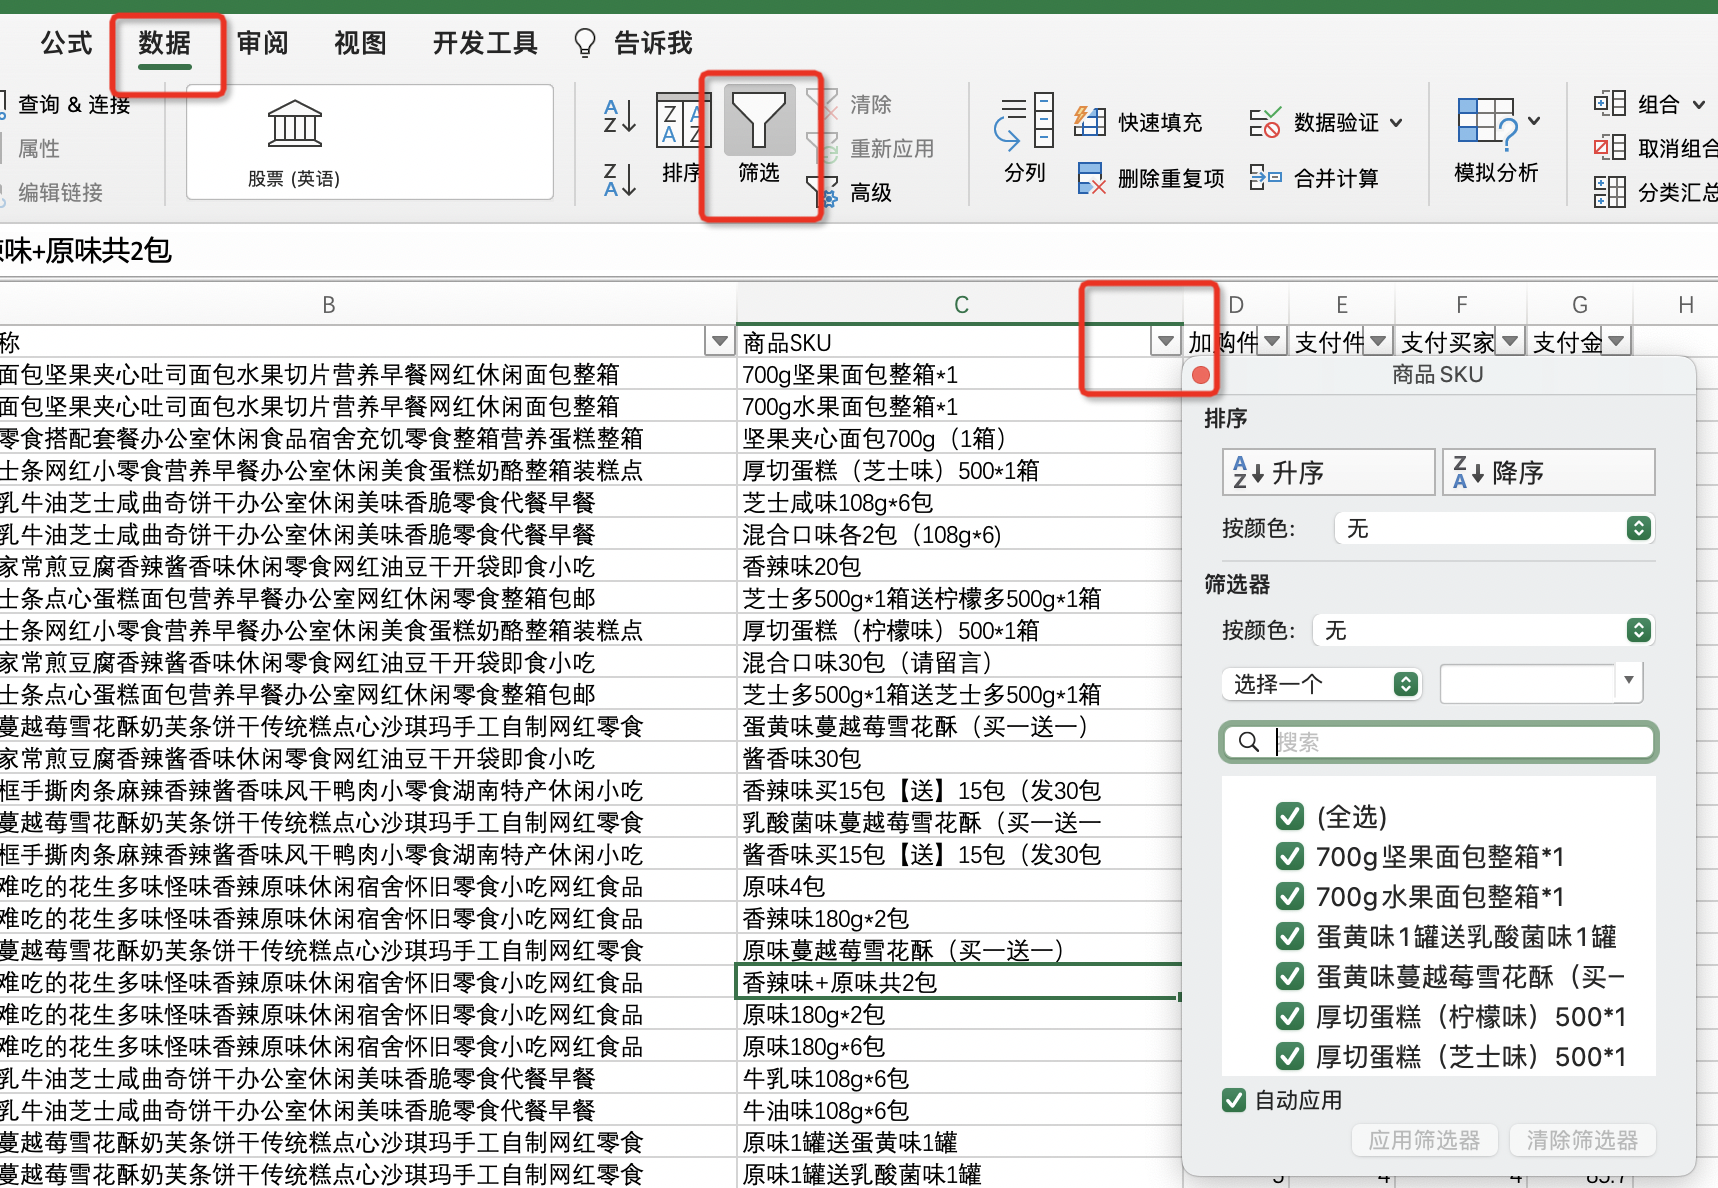 公式 数据 审阅 视图 开发工具 告诉我
查询 & 连接
属性
编辑链接
股票 (英语)
排序
筛选
清除
重新应用
高级
分列
快速填充
删除重复项
数据验证
合并计算
模拟分析
组合
取消组合
分类汇总
味+原味共2包
B C D E F G H
称 商品SKU 加购件 支付件 支付买家 支付金
面包坚果夹心吐司面包水果切片营养早餐网红休闲面包整箱 700g坚果面包整箱*1
面包坚果夹心吐司面包水果切片营养早餐网红休闲面包整箱 700g水果面包整箱*1
零食搭配套餐办公室休闲食品宿舍充饥零食整箱营养蛋糕整箱 坚果夹心面包700g（1箱）
士条网红小零食营养早餐办公室休闲美食蛋糕奶酪整箱装糕点 厚切蛋糕（芝士味）500*1箱
乳牛油芝士咸曲奇饼干办公室休闲美味香脆零食代餐早餐 芝士咸味108g*6包
乳牛油芝士咸曲奇饼干办公室休闲美味香脆零食代餐早餐 混合口味各2包（108g*6)
家常煎豆腐香辣酱香味休闲零食网红油豆干开袋即食小吃 香辣味20包
士条点心蛋糕面包营养早餐办公室网红休闲零食整箱包邮 芝士多500g*1箱送柠檬多500g*1箱
士条网红小零食营养早餐办公室休闲美食蛋糕奶酪整箱装糕点 厚切蛋糕（柠檬味）500*1箱
家常煎豆腐香辣酱香味休闲零食网红油豆干开袋即食小吃 混合口味30包（请留言）
士条点心蛋糕面包营养早餐办公室网红休闲零食整箱包邮 芝士多500g*1箱送芝士多500g*1箱
蔓越莓雪花酥奶芙条饼干传统糕点心沙琪玛手工自制网红零食 蛋黄味蔓越莓雪花酥（买一送一）
家常煎豆腐香辣酱香味休闲零食网红油豆干开袋即食小吃 酱香味30包
框手撕肉条麻辣香辣酱香味风干鸭肉小零食湖南特产休闲小吃 香辣味买15包【送】15包（发30包
蔓越莓雪花酥奶芙条饼干传统糕点心沙琪玛手工自制网红零食 乳酸菌味蔓越莓雪花酥（买一送一
框手撕肉条麻辣香辣酱香味风干鸭肉小零食湖南特产休闲小吃 酱香味买15包【送】15包（发30包
难吃的花生多味怪味香辣原味休闲宿舍怀旧零食小吃网红食品 原味4包
难吃的花生多味怪味香辣原味休闲宿舍怀旧零食小吃网红食品 香辣味180g*2包
蔓越莓雪花酥奶芙条饼干传统糕点心沙琪玛手工自制网红零食 原味蔓越莓雪花酥（买一送一）
难吃的花生多味怪味香辣原味休闲宿舍怀旧零食小吃网红食品 香辣味+原味共2包
难吃的花生多味怪味香辣原味休闲宿舍怀旧零食小吃网红食品 原味180g*2包
难吃的花生多味怪味香辣原味休闲宿舍怀旧零食小吃网红食品 原味180g*6包
乳牛油芝士咸曲奇饼干办公室休闲美味香脆零食代餐早餐 牛乳味108g*6包
乳牛油芝士咸曲奇饼干办公室休闲美味香脆零食代餐早餐 牛油味108g*6包
蔓越莓雪花酥奶芙条饼干传统糕点心沙琪玛手工自制网红零食 原味1罐送蛋黄味1罐
蔓越莓雪花酥奶芙条饼干传统糕点心沙琪玛手工自制网红零食 原味1罐送乳酸菌味1罐
商品 SKU
排序
升序 降序
按颜色: 无
筛选器
按颜色: 无
选择一个
搜索
(全选)
700g坚果面包整箱*1
700g水果面包整箱*1
蛋黄味1罐送乳酸菌味1罐
蛋黄味蔓越莓雪花酥（买一
厚切蛋糕（柠檬味）500*1
厚切蛋糕（芝士味）500*1
自动应用
应用筛选器 清除筛选器